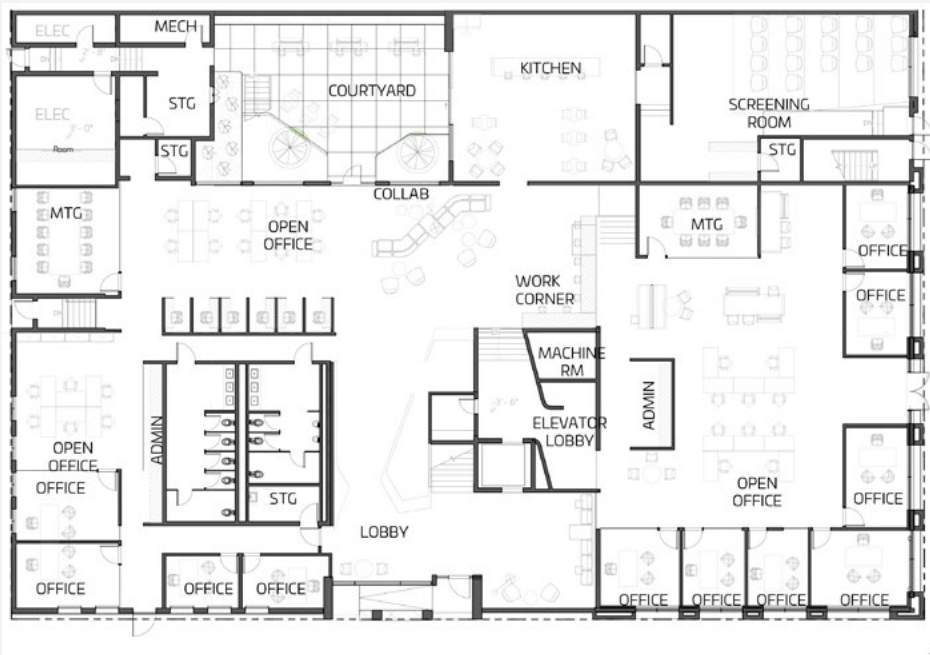 ELEC
MECH
ELEC
Room
STG
STG
COURTYARD
KITCHEN
SCREENING
ROOM
STG
MTG
OPEN
OFFICE
COLLAB
WORK
CORNER
MTG
OFFICE
OFFICE
MACHINE
RM
ELEVATOR
LOBBY
ADMIN
ADMIN
OPEN
OFFICE
OFFICE
OFFICE
STG
LOBBY
OFFICE
OFFICE
OPEN
OFFICE
OFFICE
OFFICE
OFFICE
OFFICE
OFFICE